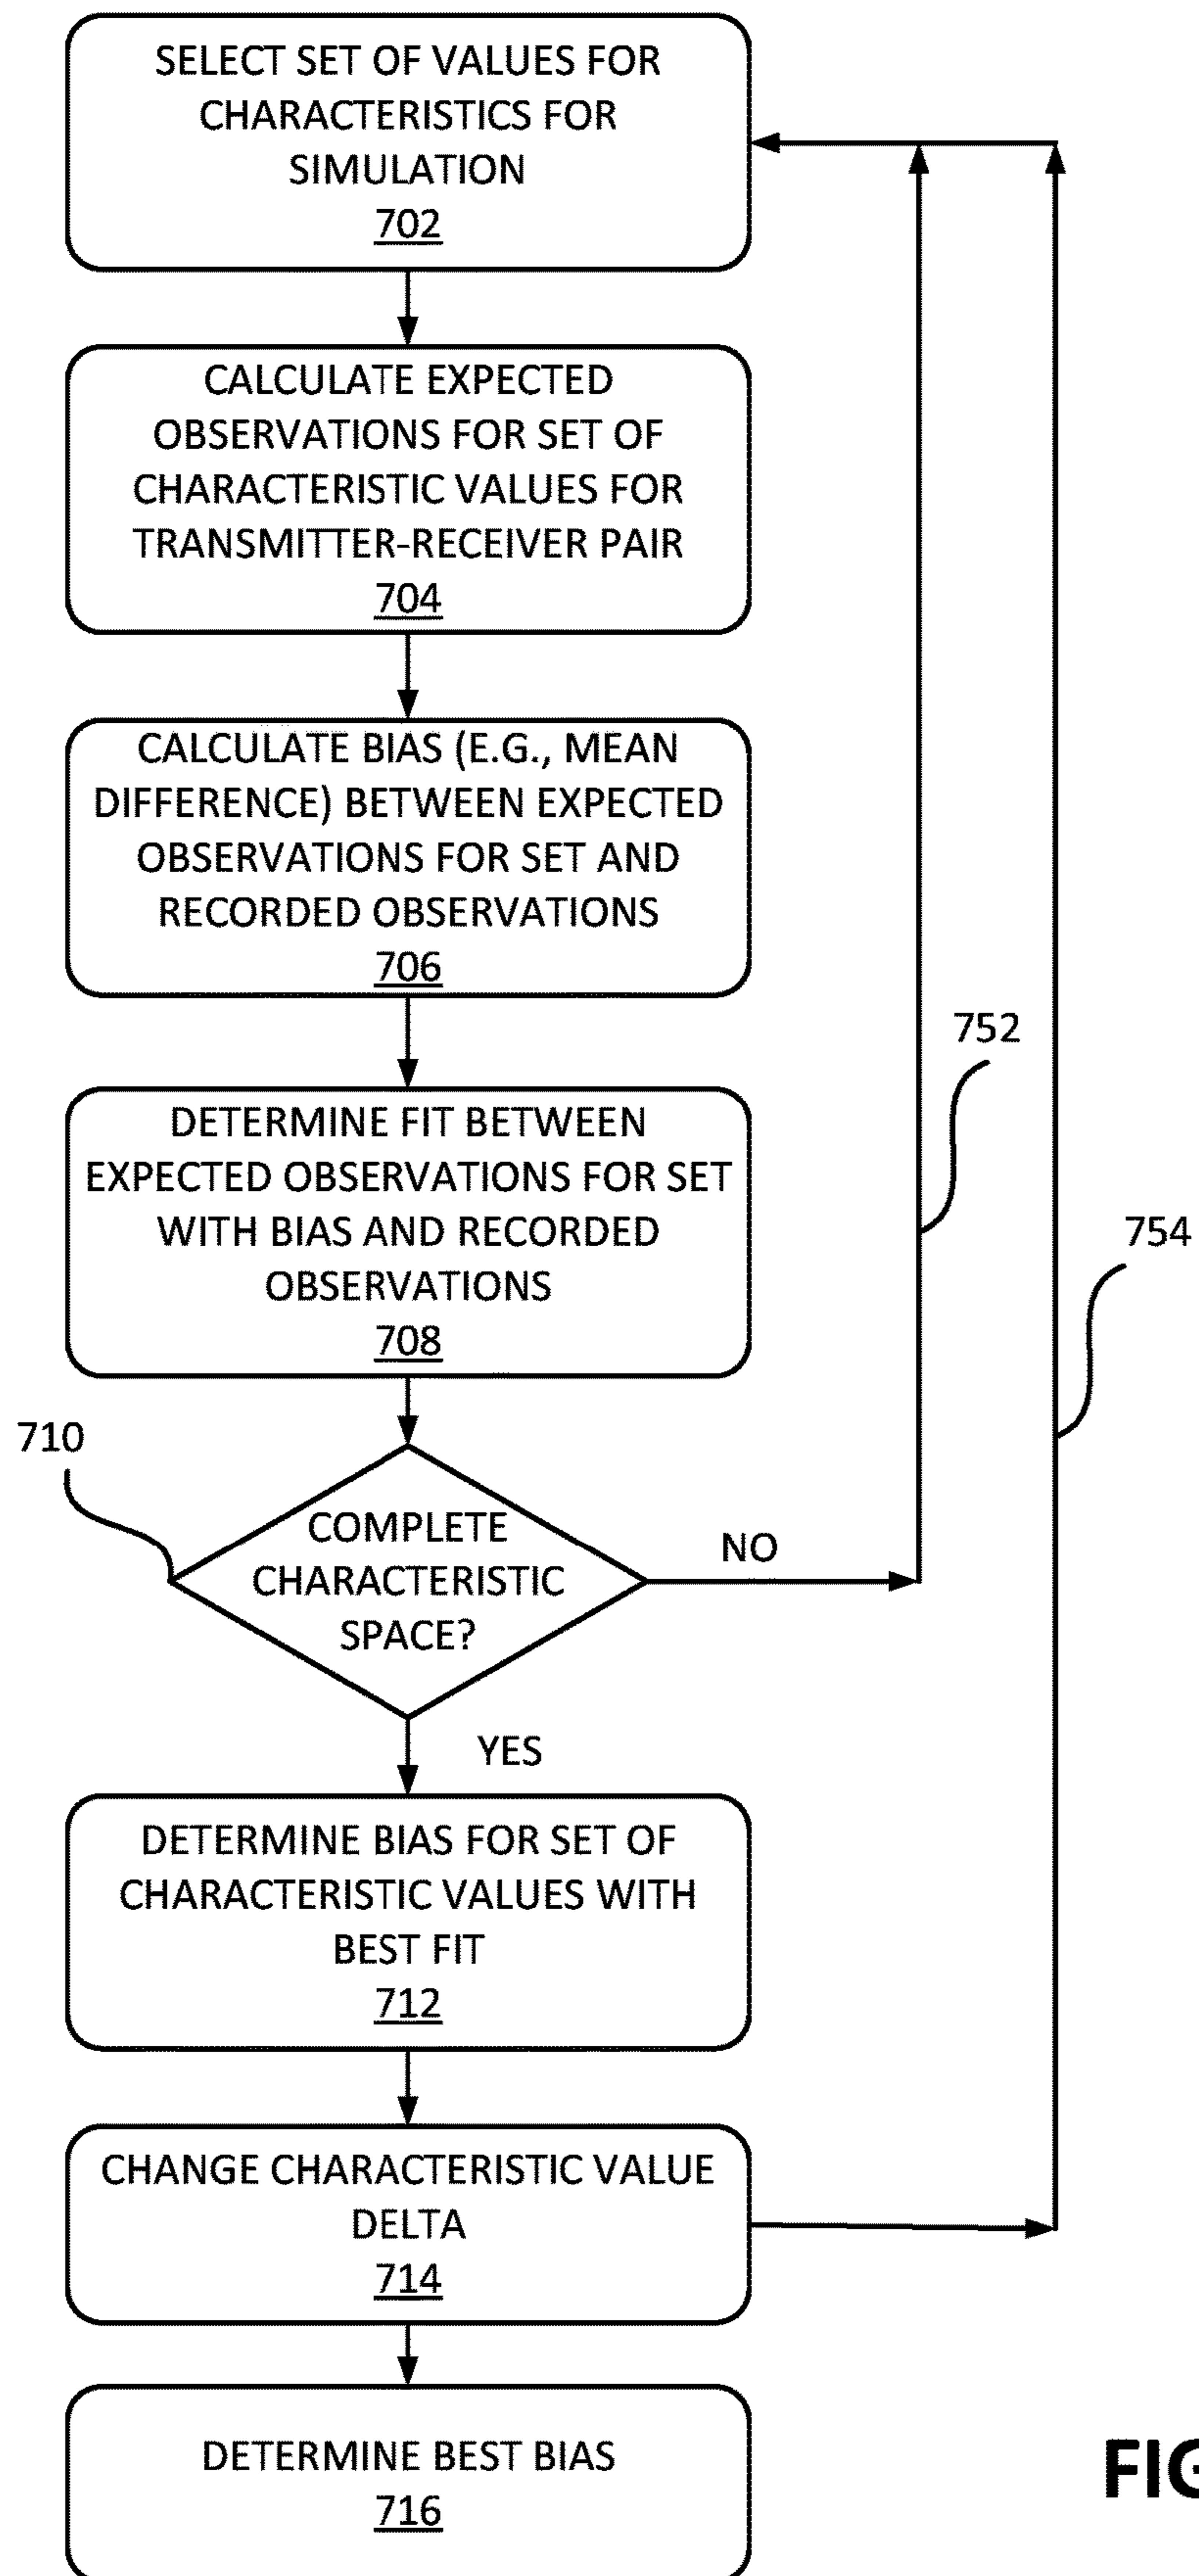 SELECT SET OF VALUES FOR
CHARACTERISTICS FOR
SIMULATION
702
CALCULATE EXPECTED
OBSERVATIONS FOR SET OF
CHARACTERISTIC VALUES FOR
TRANSMITTER-RECEIVER PAIR
704
CALCULATE BIAS (E.G., MEAN
DIFFERENCE) BETWEEN EXPECTED
OBSERVATIONS FOR SET AND
RECORDED OBSERVATIONS
706
752
DETERMINE FIT BETWEEN
EXPECTED OBSERVATIONS FOR SET
WITH BIAS AND RECORDED
OBSERVATIONS
708
754
710
COMPLETE
CHARACTERISTIC
SPACE?
NO
YES
DETERMINE BIAS FOR SET OF
CHARACTERISTIC VALUES WITH
BEST FIT
712
CHANGE CHARACTERISTIC VALUE
DELTA
714
DETERMINE BEST BIAS
716
FIG